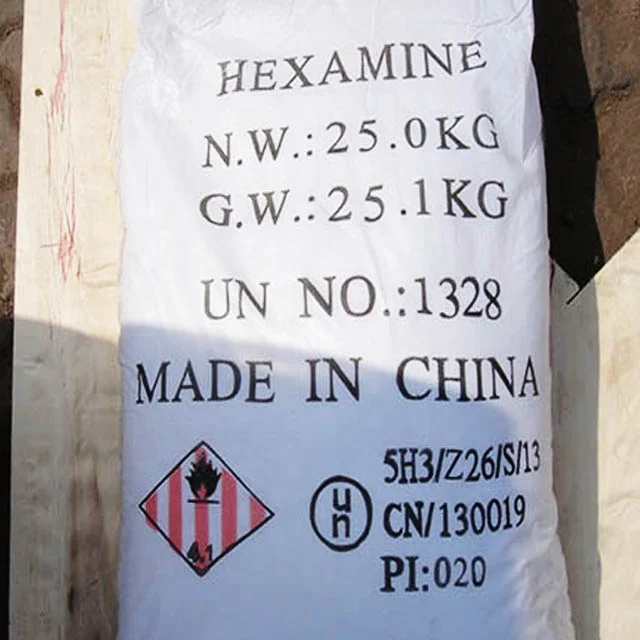 HEXAMINE
N.W.:25.0KG
G.W.:25.1KG
UN NO.:1328
MADE IN CHINA
4.1
un
5H3/Z26/S/13
CN/130019
PI:020